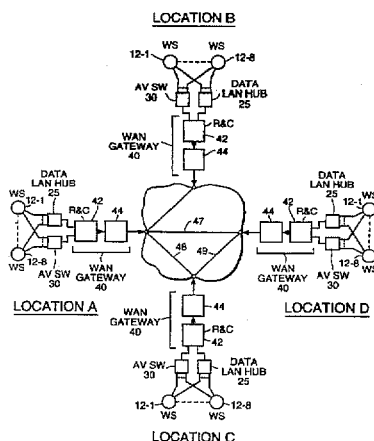 LOCATION B
WS WS
12-1 12-8
AV SW
30
DATA
LAN HUB
25
WAN
GATEWAY
40
R&C
42
44
DATA
LAN HUB
25
R&C
42
44
12-1
WS
WS
12-8
AV SW
30
WAN
GATEWAY
40
LOCATION A
47
48
49
DATA
LAN HUB
25
44
42
R&C
12-1
WS
WS
12-8
AV SW
30
WAN
GATEWAY
40
LOCATION D
WAN
GATEWAY
40
44
R&C
42
AV SW
30
DATA
LAN HUB
25
12-1 12-8
WS WS
LOCATION C